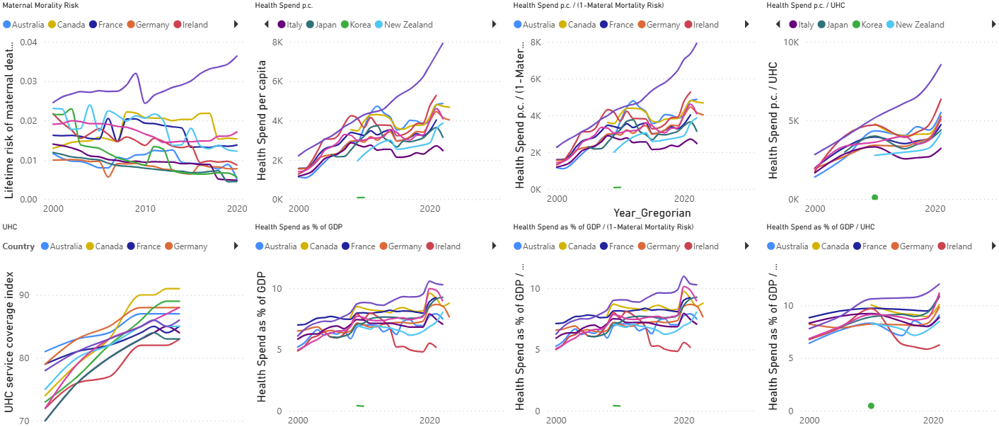 Maternal Morality Risk
Australia Canada France Germany Ireland
Lifetime risk of maternal deat...
0.04
0.03
0.02
0.01
0.00
2000 2010 2020
Health Spend p.c.
Italy Japan Korea New Zealand
Health Spend per capita
8K
6K
4K
2K
0K
2000 2020
Health Spend p.c. / (1-Materal Mortality Risk)
Australia Canada France Germany Ireland
Health Spend p.c. / (1-Mater...
8K
6K
4K
2K
0K
2000 2020
Year_Gregorian
Health Spend p.c. / UHC
Italy Japan Korea New Zealand
Health Spend p.c. / UHC
10K
5K
0K
2000 2020
UHC
Country Australia Canada France Germany
UHC service coverage index
90
80
70
Health Spend as % of GDP
Australia Canada France Germany Ireland
Health Spend as % of GDP
10
5
0
2000 2020
Health Spend as % of GDP / (1-Materal Mortality Risk)
Australia Canada France Germany Ireland
Health Spend as % of GDP / ...
10
5
0
2000 2020
Health Spend as % of GDP / UHC
Australia Canada France Germany Ireland
Health Spend as % of GDP / ...
10
5
0
2000 2020